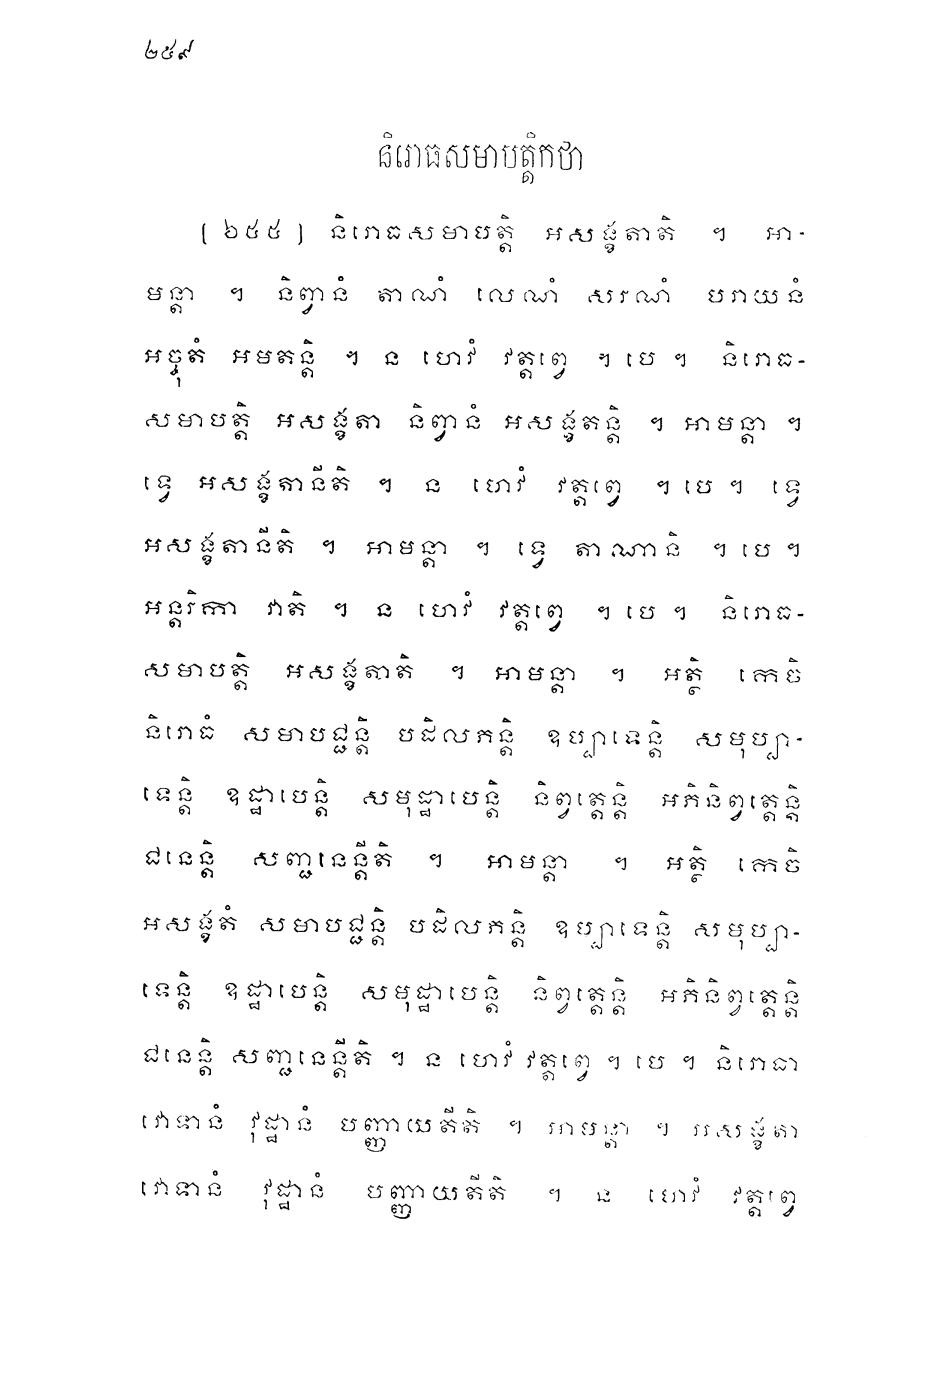 ២៥៩
និរោធសមាបត្តិកថា
[ ២៥៥ ] និរោធសមាបត្តិ អសង្ខតាតិ ។ អា-
មន្តា ។ និព្វានំ តាណំ លេណំ សរណំ បរាយនំ
អច្ចុតំ អមតន្តិ ។ ន ហេវំ វត្តព្វេ ។ បេ ។ និរោធ-
សមាបត្តិ អសង្ខតា និព្វានំ អសង្ខតន្តិ ។ អាមន្តា ។
ទ្វេ អសង្ខតានីតិ ។ ន ហេវំ វត្តព្វេ ។ បេ ។ ទ្វេ
អសង្ខតានីតិ ។ អាមន្តា ។ ទ្វេ តាណានិ ។ បេ ។
អន្តរិកា វាតិ ។ ន ហេវំ វត្តព្វេ ។ បេ ។ និរោធ-
សមាបត្តិ អសង្ខតាតិ ។ អាមន្តា ។ អត្ថិ កេចិ
និរោធំ សមាបជ្ជន្តិ បដិលភន្តិ ឧប្បាទេន្តិ សមុប្បា-
ទេន្តិ ឧដ្ឋាបេន្តិ សមុដ្ឋាបេន្តិ និព្វត្តេន្តិ អភិនិព្វត្តេន្តិ
ជនេន្តិ សញ្ជនេន្តីតិ ។ អាមន្តា ។ អត្ថិ កេចិ
អសង្ខតំ សមាបជ្ជន្តិ បដិលភន្តិ ឧប្បាទេន្តិ សមុប្បា-
ទេន្តិ ឧដ្ឋាបេន្តិ សមុដ្ឋាបេន្តិ និព្វត្តេន្តិ អភិនិព្វត្តេន្តិ
ជនេន្តិ សញ្ជនេន្តីតិ ។ ន ហេវំ វត្តព្វេ ។ បេ ។ និរោធា
វោទានំ វុដ្ឋានំ បញ្ញាយតីតិ ។ អាមន្តា ។ អសង្ខតា
វោទានំ វុដ្ឋានំ បញ្ញាយតីតិ ។ ន ហេវំ វត្តព្វេ